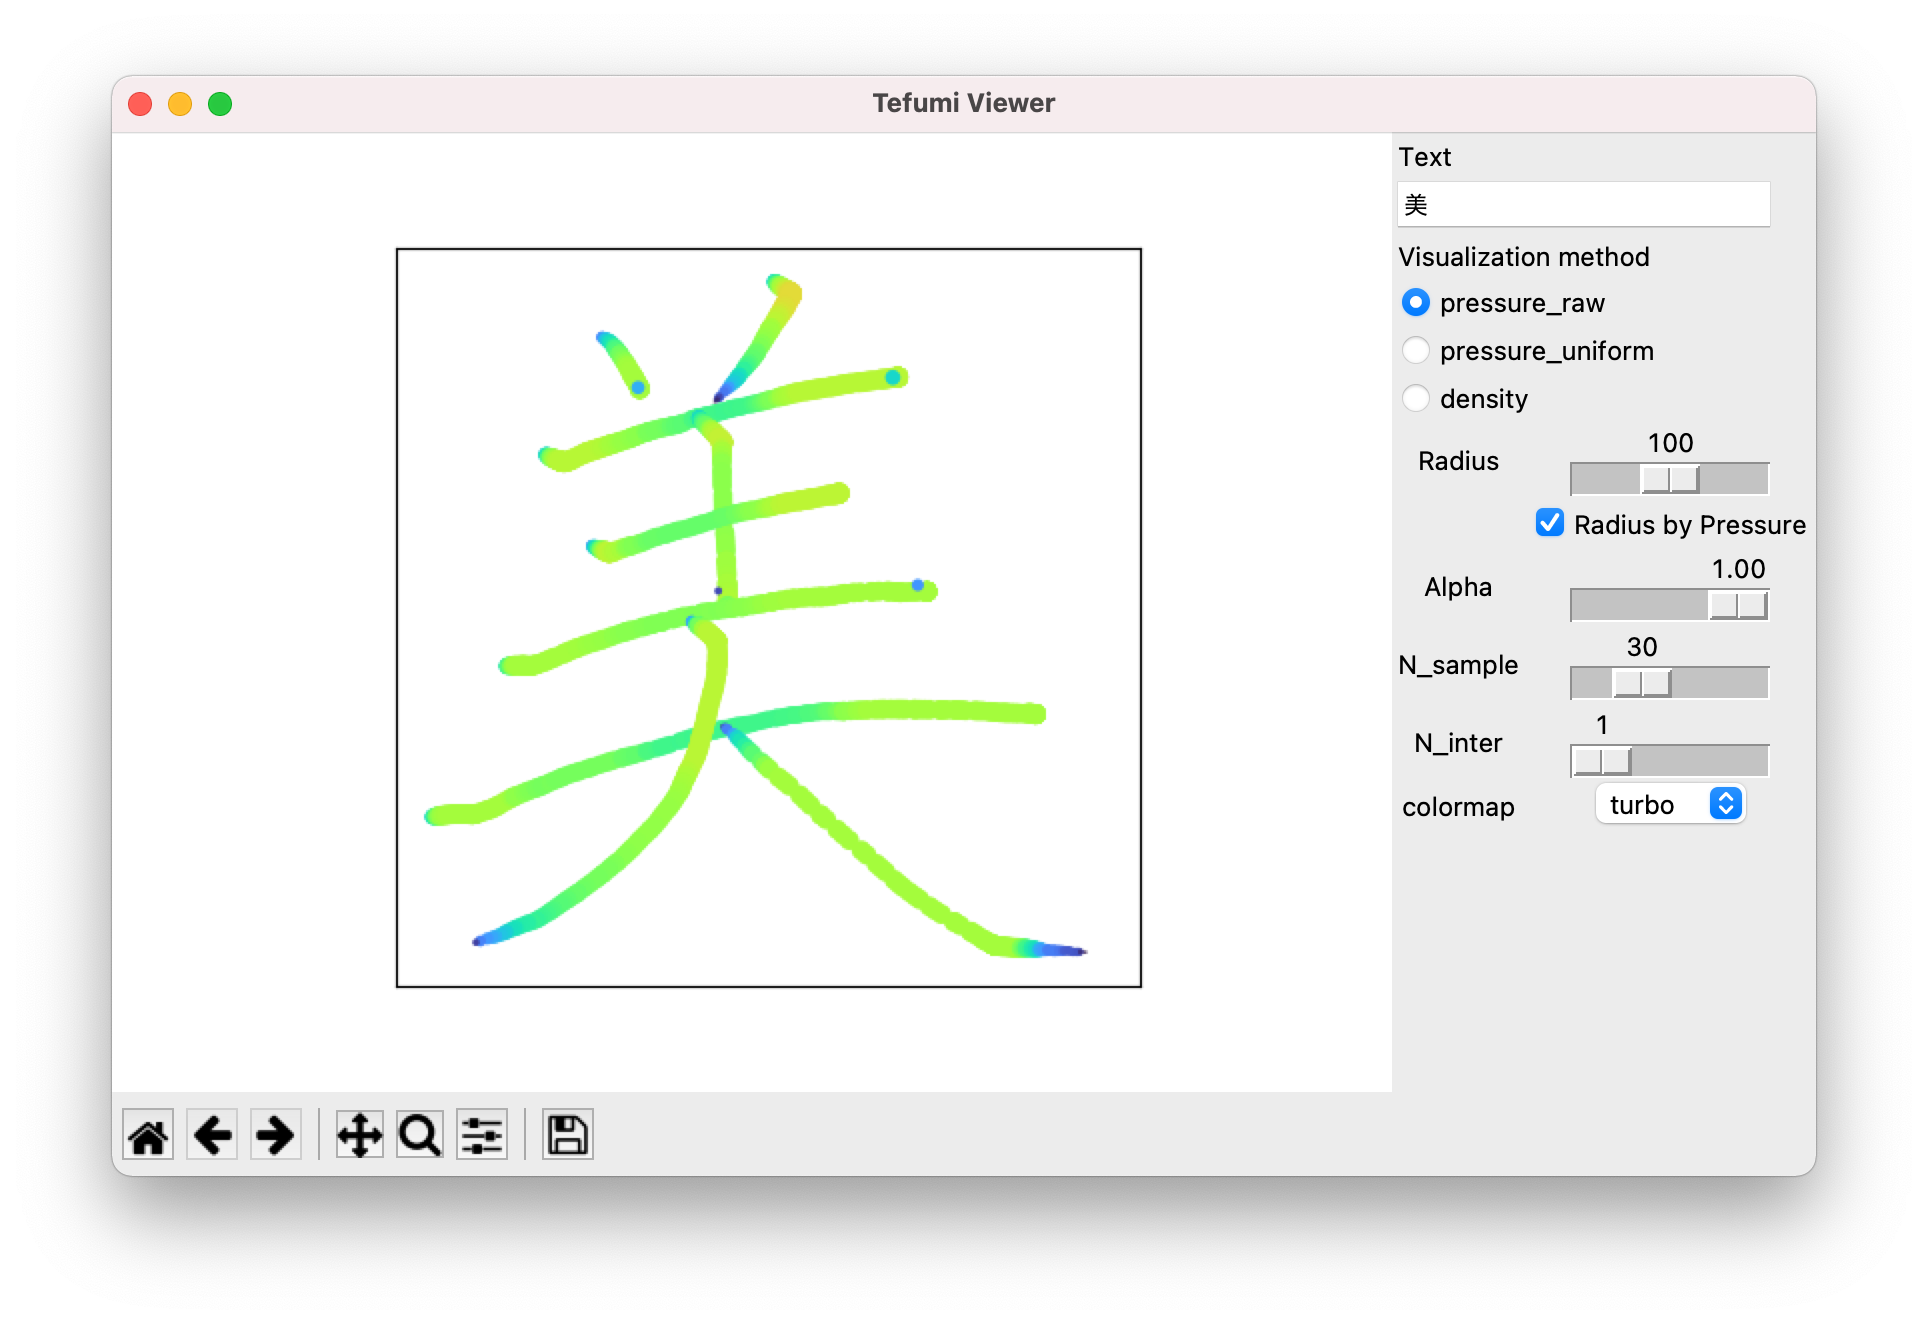 Tefumi Viewer
美
Text
美
Visualization method
pressure_raw
pressure_uniform
density
Radius
100
Radius by Pressure
Alpha
1.00
N_sample
30
N_inter
1
colormap
turbo